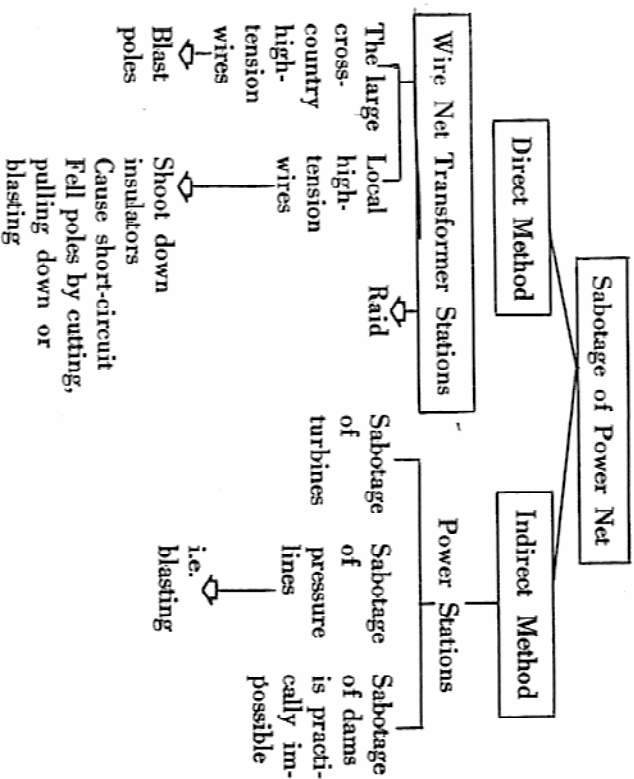 Sabotage of Power Net
Direct Method
Indirect Method
Wire Net Transformer Stations
Power Stations
The large
cross-
country
high-
tension
wires
Blast
poles
Local
high-
tension
wires
Shoot down
insulators
Cause short-circuit
Fell poles by cutting,
pulling down or
blasting
Raid
Sabotage
of
turbines
Sabotage
of
pressure
lines
i.e.
blasting
Sabotage
of dams
is practi-
cally im-
possible